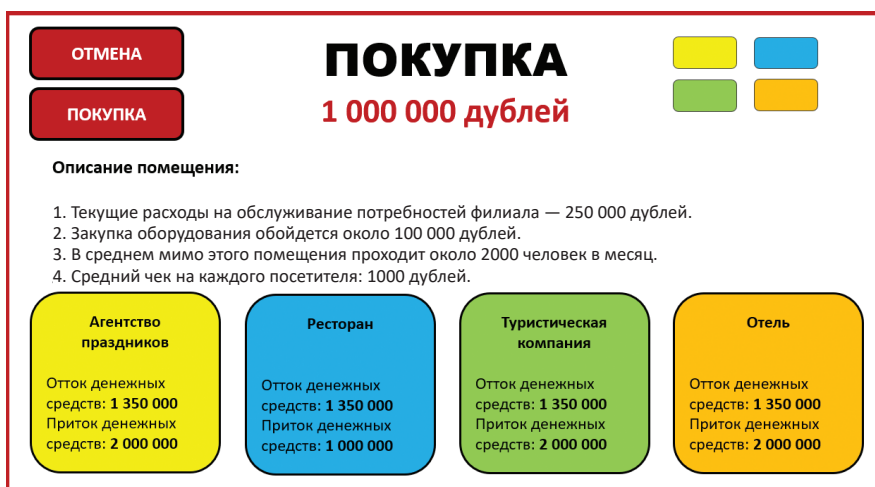 ОТМЕНА
ПОКУПКА
ПОКУПКА
1 000 000 дублей
Описание помещения:
1. Текущие расходы на обслуживание потребностей филиала — 250 000 дублей.
2. Закупка оборудования обойдется около 100 000 дублей.
3. В среднем мимо этого помещения проходит около 2000 человек в месяц.
4. Средний чек на каждого посетителя: 1000 дублей.
Агентство
праздников
Отток денежных
средств: 1 350 000
Приток денежных
средств: 2 000 000
Ресторан
Отток денежных
средств: 1 350 000
Приток денежных
средств: 1 000 000
Туристическая
компания
Отток денежных
средств: 1 350 000
Приток денежных
средств: 2 000 000
Отель
Отток денежных
средств: 1 350 000
Приток денежных
средств: 2 000 000